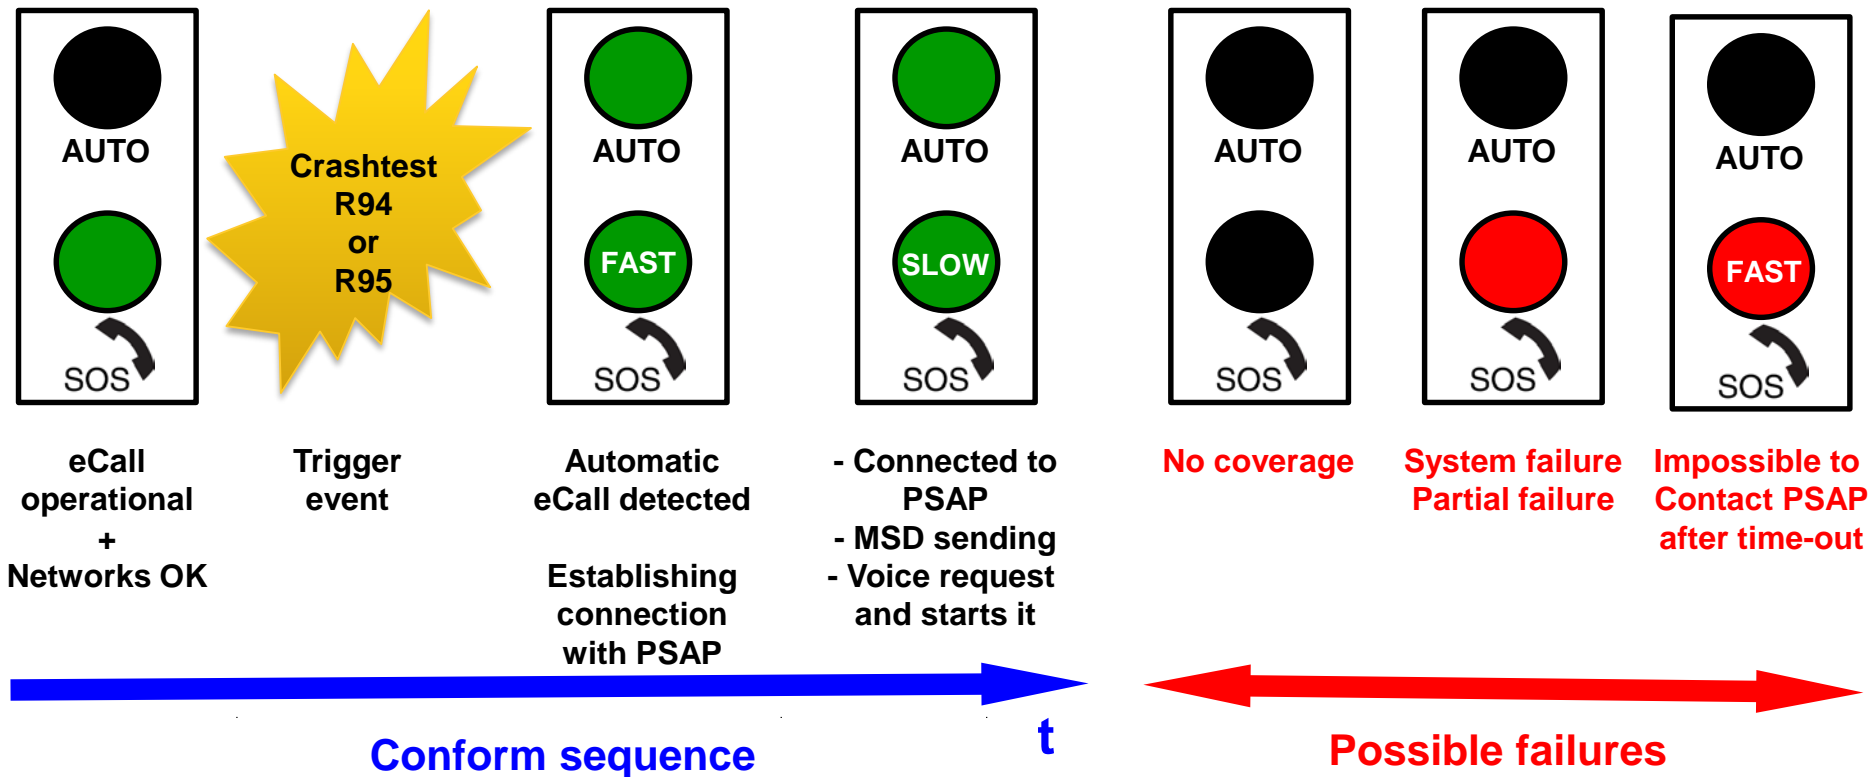 AUTO
SOS
Crashtest
R94
or
R95
AUTO
FAST
SOS
AUTO
SLOW
SOS
AUTO
SOS
AUTO
SOS
AUTO
FAST
SOS
eCall
operational
+
Networks OK
Trigger
event
Automatic
eCall detected
Establishing
connection
with PSAP
- Connected to
PSAP
- MSD sending
- Voice request
and starts it
No coverage
System failure
Partial failure
Impossible to
Contact PSAP
after time-out
t
Conform sequence
Possible failures